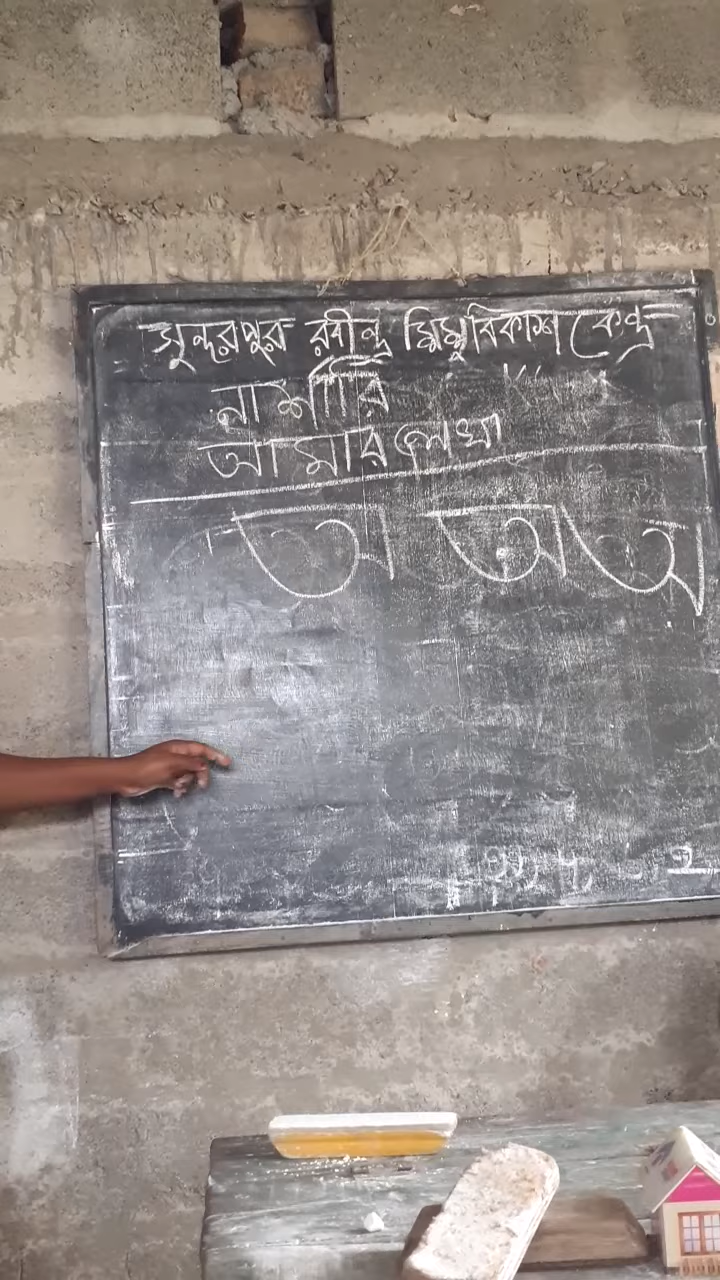 সুন্দরপুর রবীন্দ্র শিশুবিকাশ কেন্দ্র
নার্শারি
আমার লেখা
অ অ অ